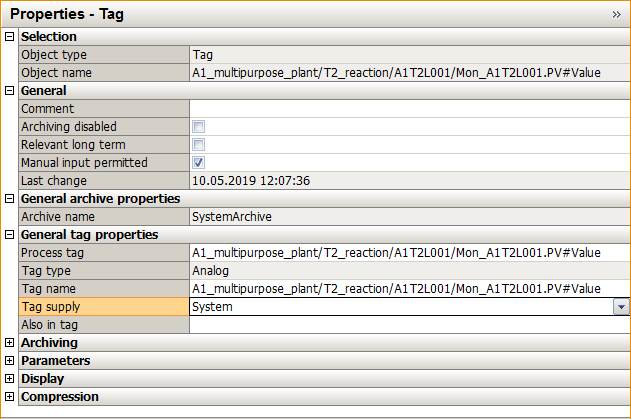 Properties - Tag »
Selection
Object type Tag
Object name A1_multipurpose_plant/T2_reaction/A1T2L001/Mon_A1T2L001.PV#Value
General
Comment
Archiving disabled
Relevant long term
Manual input permitted
Last change 10.05.2019 12:07:36
General archive properties
Archive name SystemArchive
General tag properties
Process tag A1_multipurpose_plant/T2_reaction/A1T2L001/Mon_A1T2L001.PV#Value
Tag type Analog
Tag name A1_multipurpose_plant/T2_reaction/A1T2L001/Mon_A1T2L001.PV#Value
Tag supply System
Also in tag
Archiving
Parameters
Display
Compression